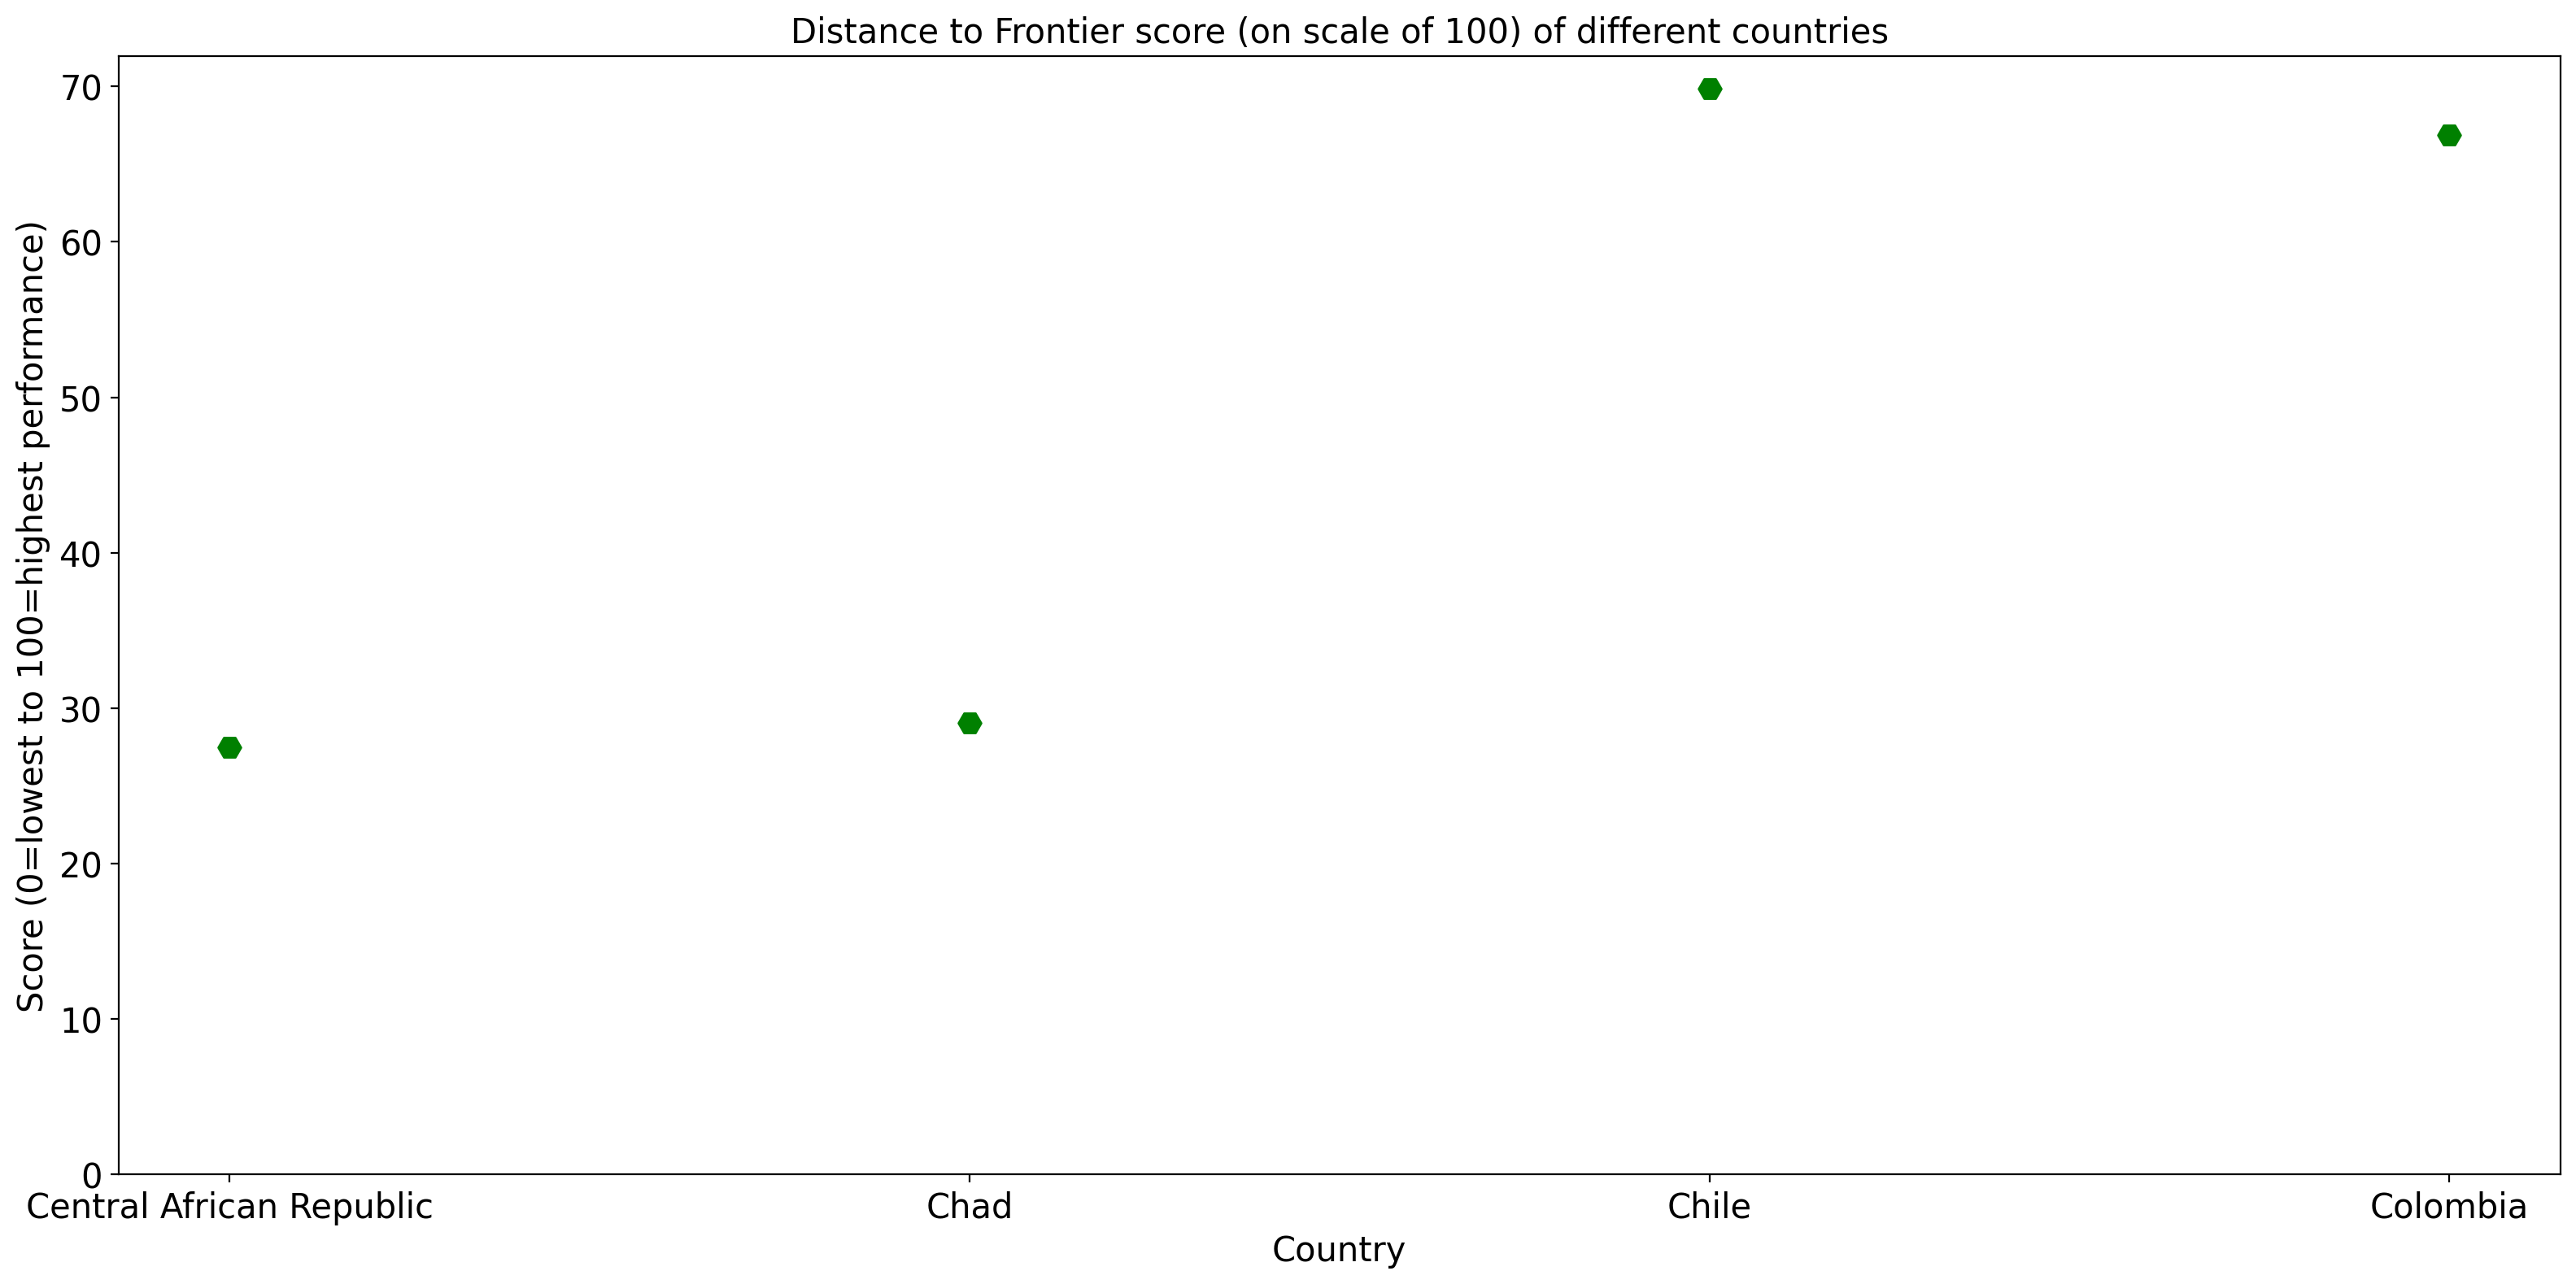 Distance to Frontier score (on scale of 100) of different countries
Score (0=lowest to 100=highest performance)
70
60
50
40
30
20
10
0
Central African Republic Chad Chile Colombia
Country